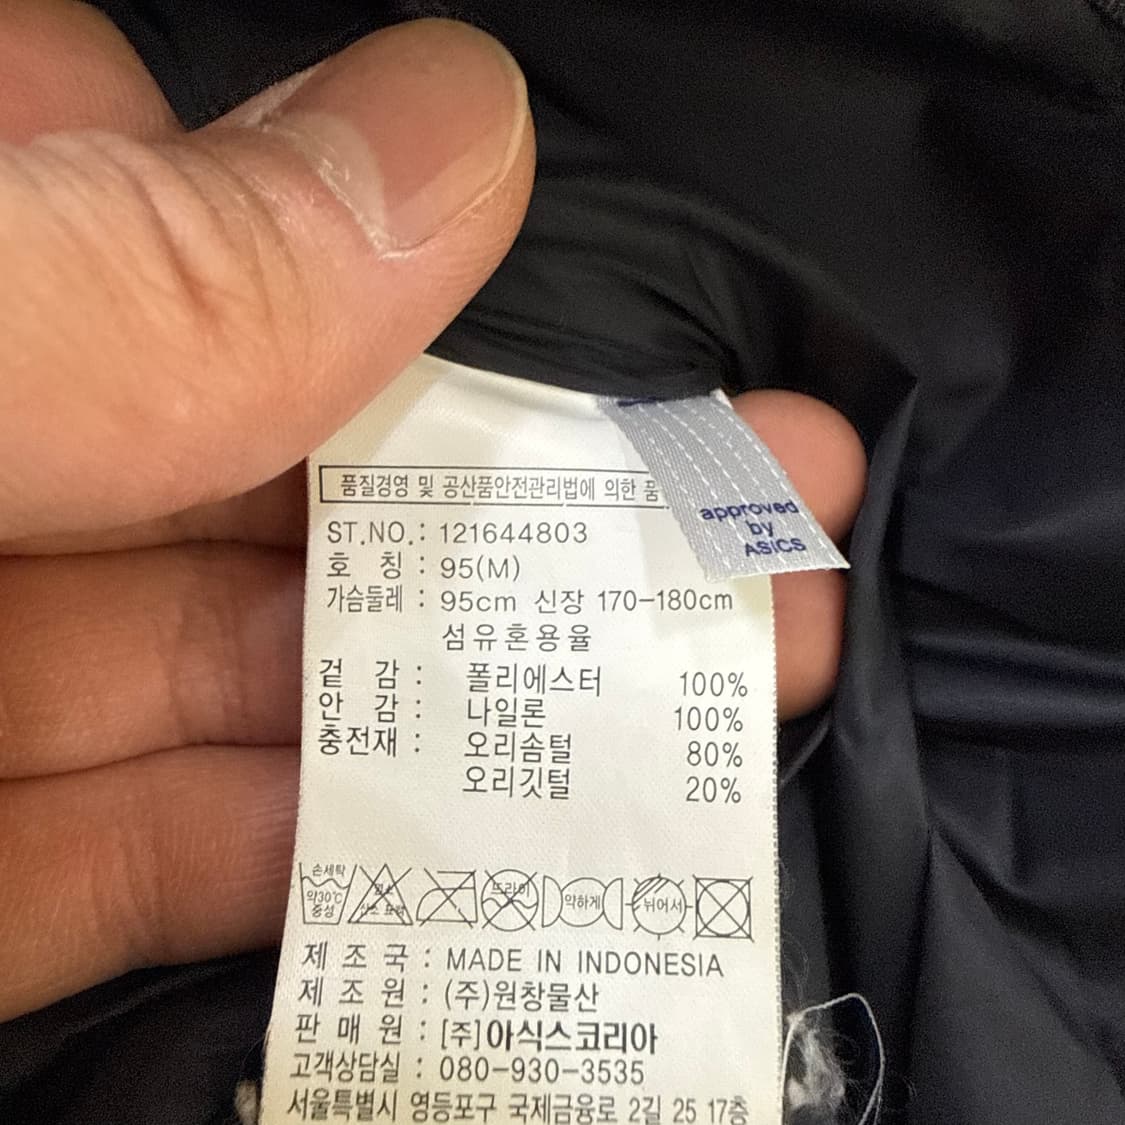 품질경영 및 공산품안전관리법에 의한 품
approved
by
ASICS
ST.NO.: 121644803
호 칭 : 95(M)
가슴둘레 : 95cm 신장 170-180cm
섬유혼용율
겉 감 : 폴리에스터 100%
안 감 : 나일론 100%
충전재 : 오리솜털 80%
오리깃털 20%
손세탁
약30℃
중성
염소
산소 표백
드라이
약하게
뉘어서
제 조 국 : MADE IN INDONESIA
제 조 원 : (주)원창물산
판 매 원 : [주]아식스코리아
고객상담실 : 080-930-3535
서울특별시 영등포구 국제금융로 2길 25 17층